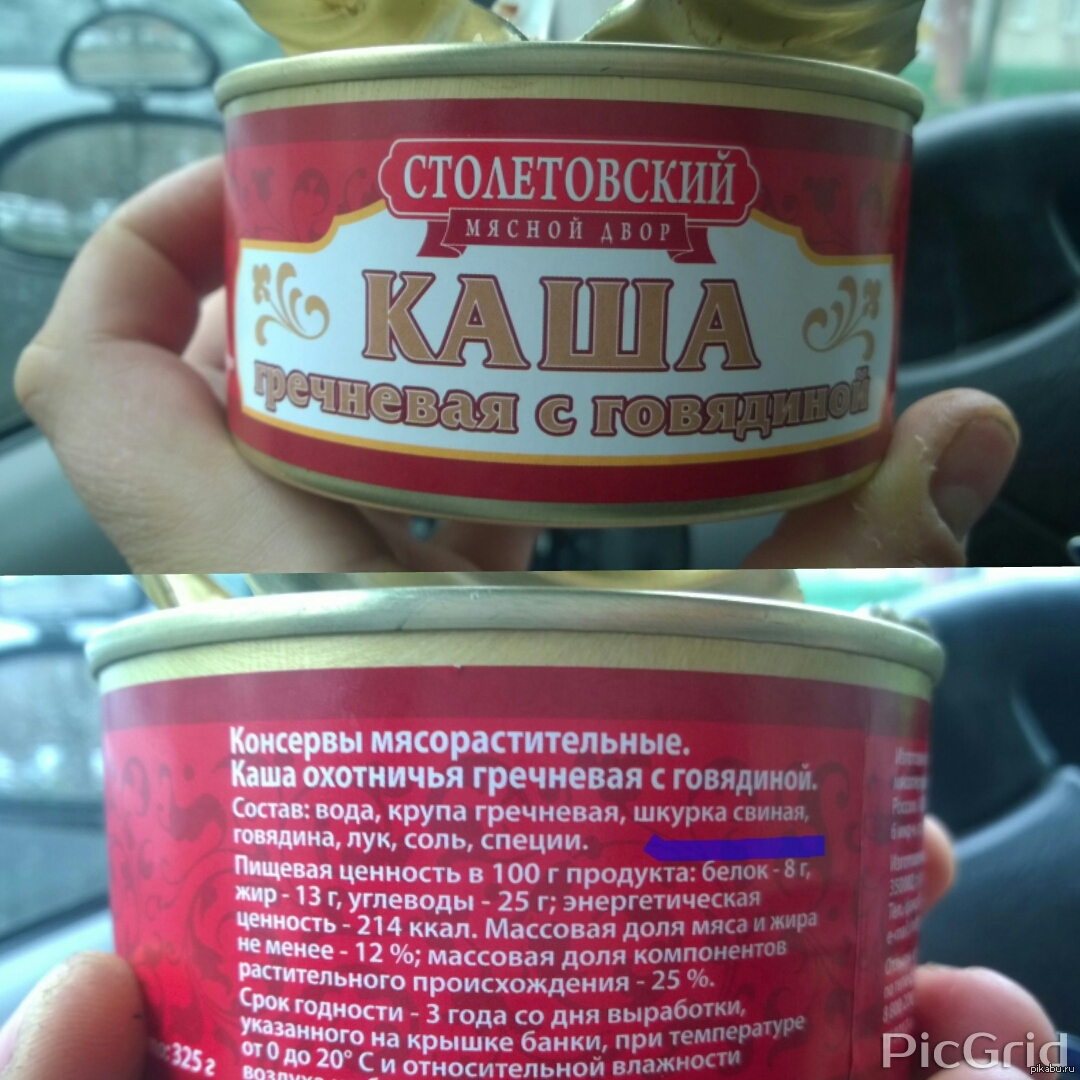 СТОЛЕТОВСКИЙ
МЯСНОЙ ДВОР
КАША
гречневая с говядиной
Консервы мясорастительные.
Каша охотничья гречневая с говядиной.
Состав: вода, крупа гречневая, шкурка свиная,
говядина, лук, соль, специи.
Пищевая ценность в 100 г продукта: белок - 8 г,
жир - 13 г, углеводы - 25 г; энергетическая
ценность - 214 ккал. Массовая доля мяса и жира
не менее - 12 %; массовая доля компонентов
растительного происхождения - 25 %.
Срок годности - 3 года со дня выработки,
указанного на крышке банки, при температуре
от 0 до 20° С и относительной влажности
воздуха
325 г
PicGrid
pikabu.ru